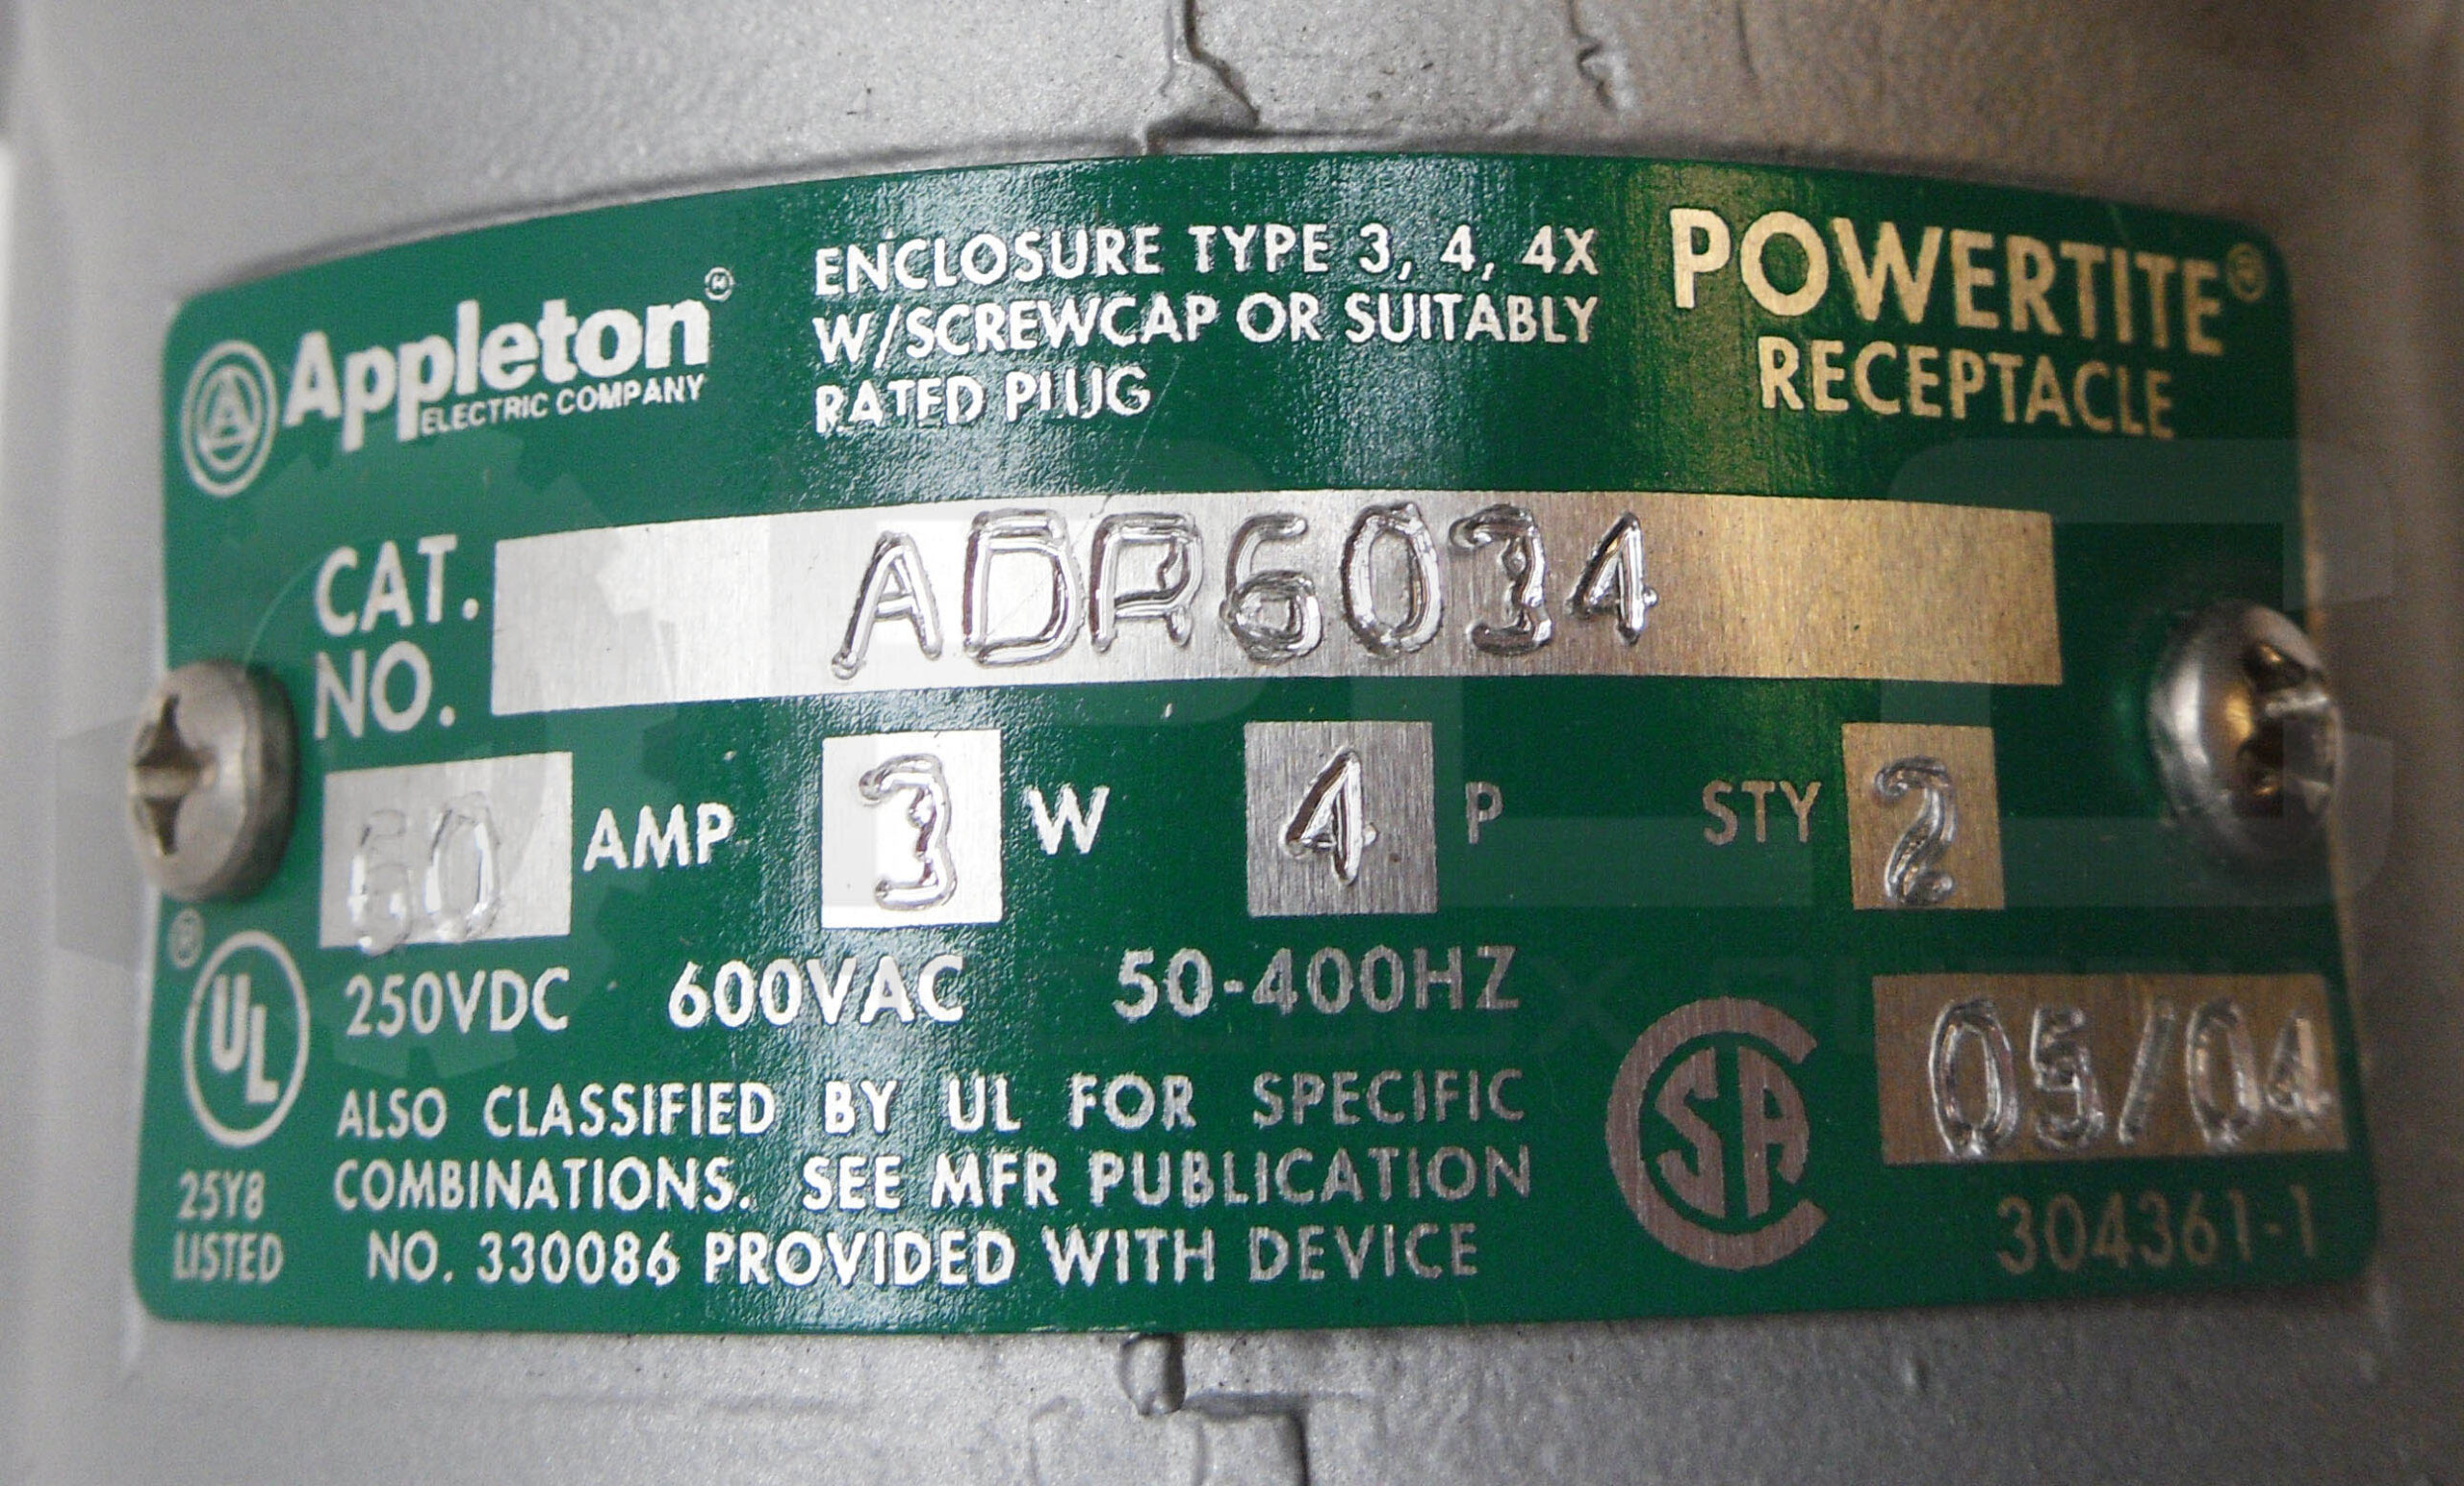 Appleton®
ELECTRIC COMPANY
ENCLOSURE TYPE 3, 4, 4X
W/SCREWCAP OR SUITABLY
RATED PLUG
POWERTITE®
RECEPTACLE
CAT.
NO.
ADR6034
60 AMP 3 W 4 P STY 2
250VDC 600VAC 50-400HZ
® UL
25Y8
LISTED
ALSO CLASSIFIED BY UL FOR SPECIFIC
COMBINATIONS. SEE MFR PUBLICATION
NO. 330086 PROVIDED WITH DEVICE
CSA
05/04
304361-1